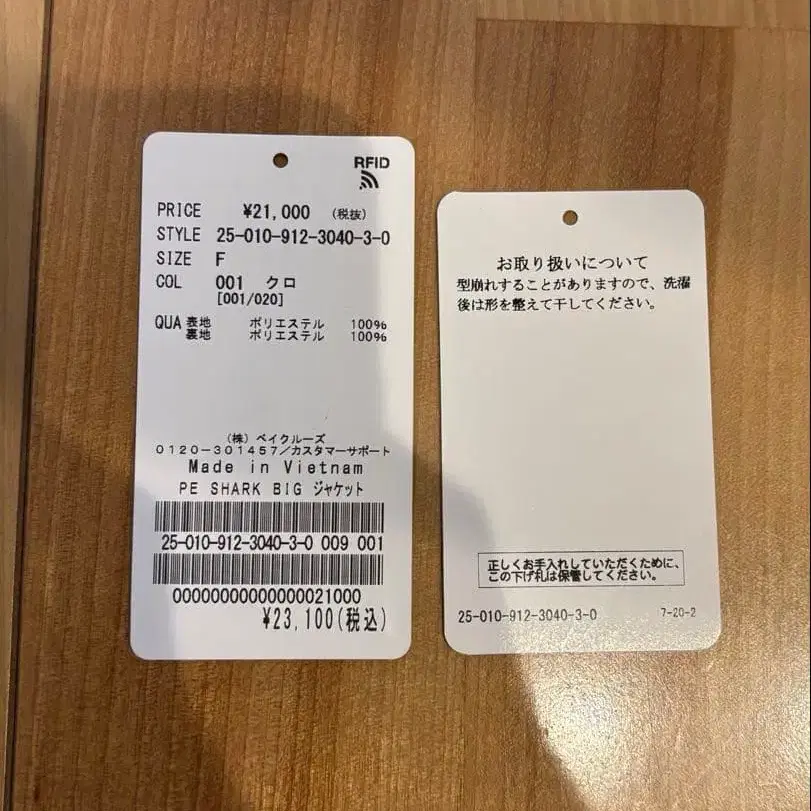 RFID
PRICE ¥21,000 (税抜)
STYLE 25-010-912-3040-3-0
SIZE F
COL 001 クロ
[001/020]
QUA 表地 ポリエステル 100%
裏地 ポリエステル 100%
(株) ベイクルーズ
0120-301457/カスタマーサポート
Made in Vietnam
PE SHARK BIG ジャケット
25-010-912-3040-3-0 009 001
00000000000000021000
¥23,100(税込)
お取り扱いについて
型崩れすることがありますので、洗濯
後は形を整えて干してください。
正しくお手入れしていただくために、
この下げ札は保管してください。
25-010-912-3040-3-0 7-20-2